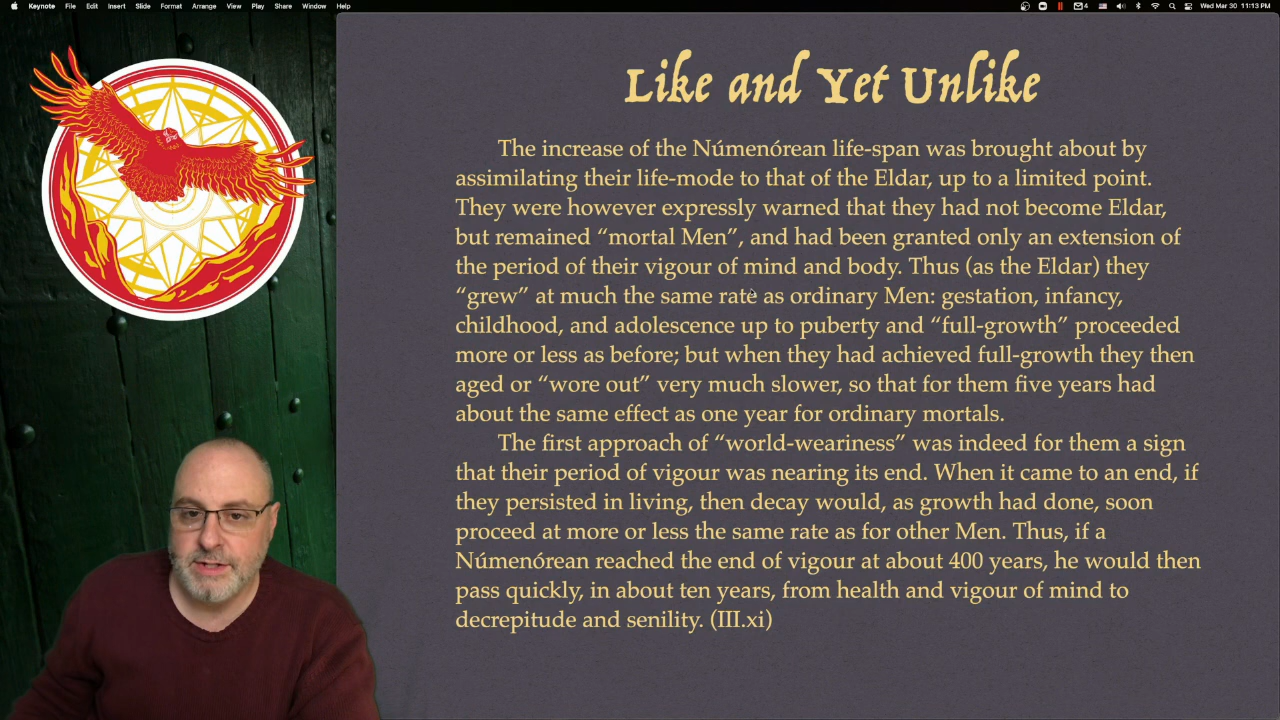 Keynote File Edit Insert Slide Format Arrange View Play Share Window Help 4 Wed Mar 30 11:13 PM
Like and Yet Unlike
The increase of the Númenórean life-span was brought about by
assimilating their life-mode to that of the Eldar, up to a limited point.
They were however expressly warned that they had not become Eldar,
but remained “mortal Men”, and had been granted only an extension of
the period of their vigour of mind and body. Thus (as the Eldar) they
“grew” at much the same rate as ordinary Men: gestation, infancy,
childhood, and adolescence up to puberty and “full-growth” proceeded
more or less as before; but when they had achieved full-growth they then
aged or “wore out” very much slower, so that for them five years had
about the same effect as one year for ordinary mortals.
The first approach of “world-weariness” was indeed for them a sign
that their period of vigour was nearing its end. When it came to an end, if
they persisted in living, then decay would, as growth had done, soon
proceed at more or less the same rate as for other Men. Thus, if a
Númenórean reached the end of vigour at about 400 years, he would then
pass quickly, in about ten years, from health and vigour of mind to
decrepitude and senility. (III.xi)